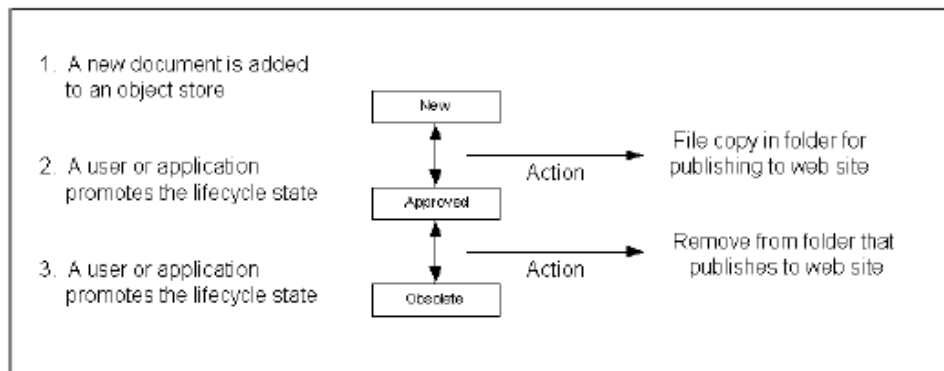 1. A new document is added
to an object store
New
File copy in folder for
publishing to web site
Action
2. A user or application
promotes the lifecycle state
Approved
Remove from folder that
publishes to web site
Action
3. A user or application
promotes the lifecycle state
Obsolete